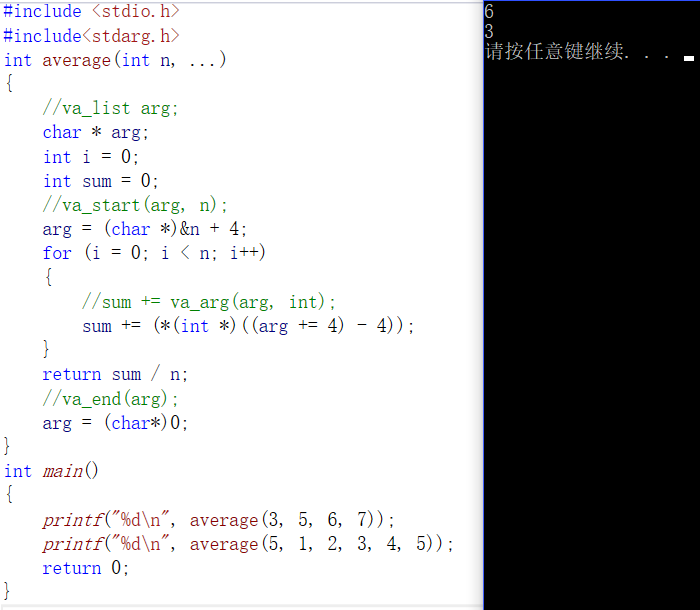 #include <stdio.h>
#include<stdarg.h>
int average(int n, ...)
{
    //va_list arg;
    char * arg;
    int i = 0;
    int sum = 0;
    //va_start(arg, n);
    arg = (char *)&n + 4;
    for (i = 0; i < n; i++)
    {
        //sum += va_arg(arg, int);
        sum += (*(int *)((arg += 4) - 4));
    }
    return sum / n;
    //va_end(arg);
    arg = (char*)0;
}
int main()
{
    printf("%d\n", average(3, 5, 6, 7));
    printf("%d\n", average(5, 1, 2, 3, 4, 5));
    return 0;
}
6
3
请按任意键继续. . .